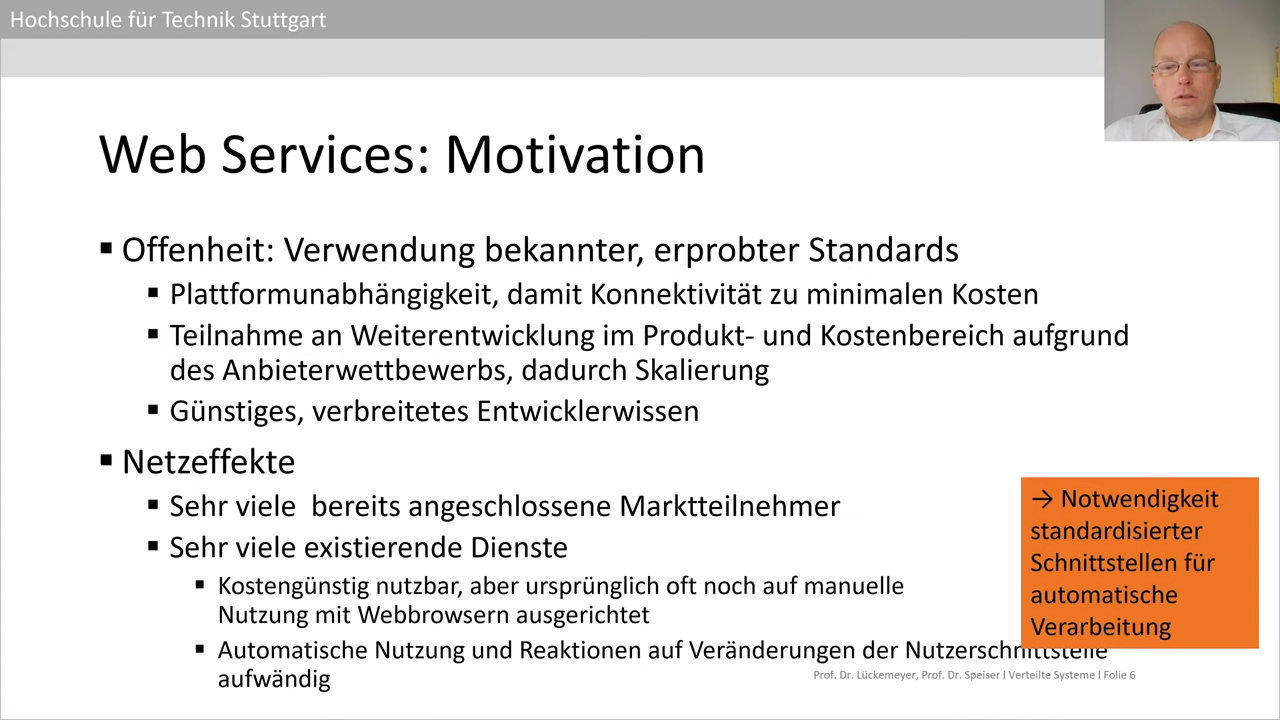 Hochschule für Technik Stuttgart
Web Services: Motivation
▪ Offenheit: Verwendung bekannter, erprobter Standards
▪ Plattformunabhängigkeit, damit Konnektivität zu minimalen Kosten
▪ Teilnahme an Weiterentwicklung im Produkt- und Kostenbereich aufgrund
des Anbieterwettbewerbs, dadurch Skalierung
▪ Günstiges, verbreitetes Entwicklerwissen
▪ Netzeffekte
▪ Sehr viele  bereits angeschlossene Marktteilnehmer
▪ Sehr viele existierende Dienste
▪ Kostengünstig nutzbar, aber ursprünglich oft noch auf manuelle
Nutzung mit Webbrowsern ausgerichtet
▪ Automatische Nutzung und Reaktionen auf Veränderungen der Nutzerschnittstelle
aufwändig
→ Notwendigkeit
standardisierter
Schnittstellen für
automatische
Verarbeitung
Prof. Dr. Lückemeyer, Prof. Dr. Speiser I Verteilte Systeme I Folie 6